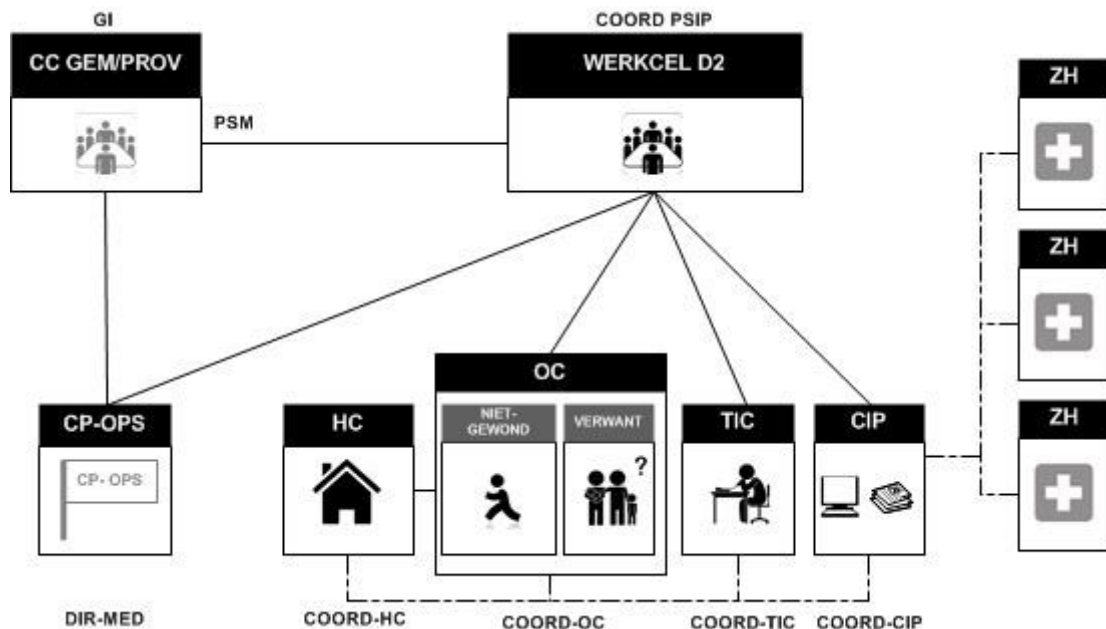 GI
COORD PSIP
CC GEM/PROV
WERKCEL D2
ZH
PSM
ZH
OC
CP-OPS
HC
NIET-
GEWOND
VERWANT
TIC
CIP
ZH
?
CP- OPS
DIR-MED
COORD-HC
COORD-OC
COORD-TIC
COORD-CIP